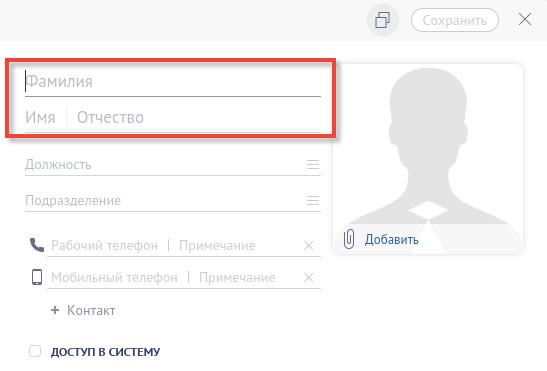 Сохранить
Фамилия
Имя Отчество
Должность
Подразделение
Добавить
Рабочий телефон Примечание
Мобильный телефон Примечание
+ Контакт
ДОСТУП В СИСТЕМУ